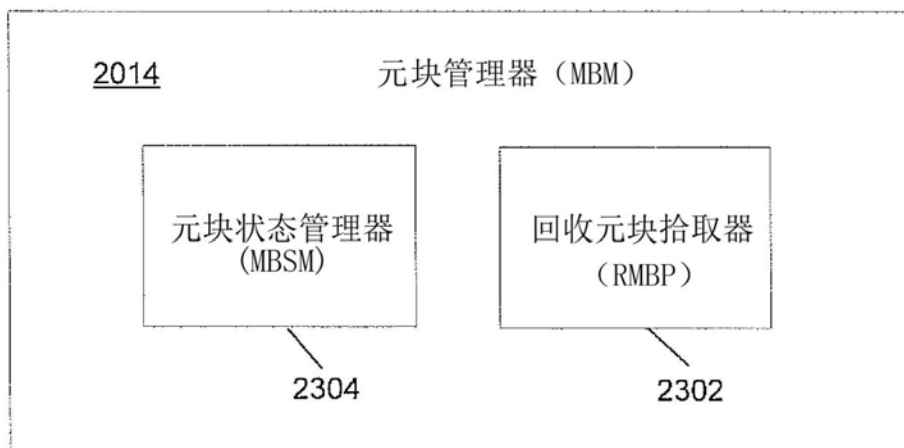 2014
元块管理器（MBM）
元块状态管理器
(MBSM)
回收元块拾取器
（RMBP）
2304
2302